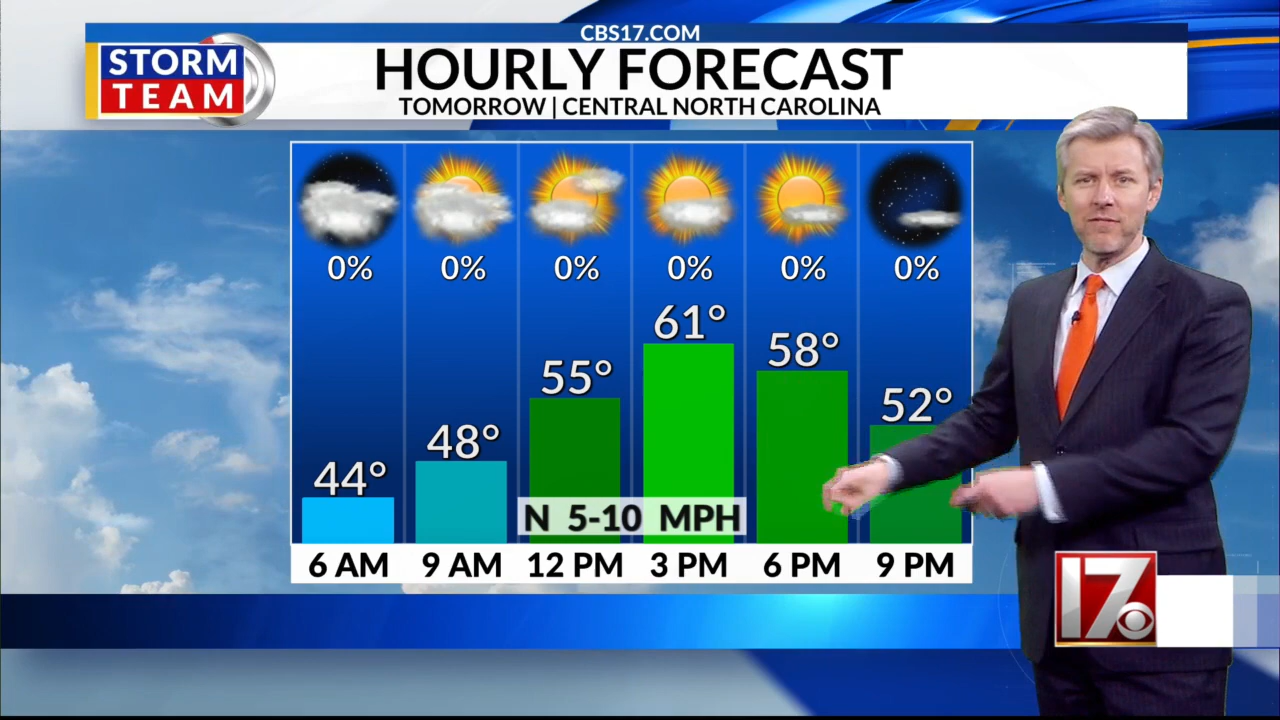 CBS17.COM
STORM
TEAM
HOURLY FORECAST
TOMORROW | CENTRAL NORTH CAROLINA
0% 0% 0% 0% 0% 0%
44° 48° 55° 61° 58° 52°
N 5-10 MPH
6 AM 9 AM 12 PM 3 PM 6 PM 9 PM
17